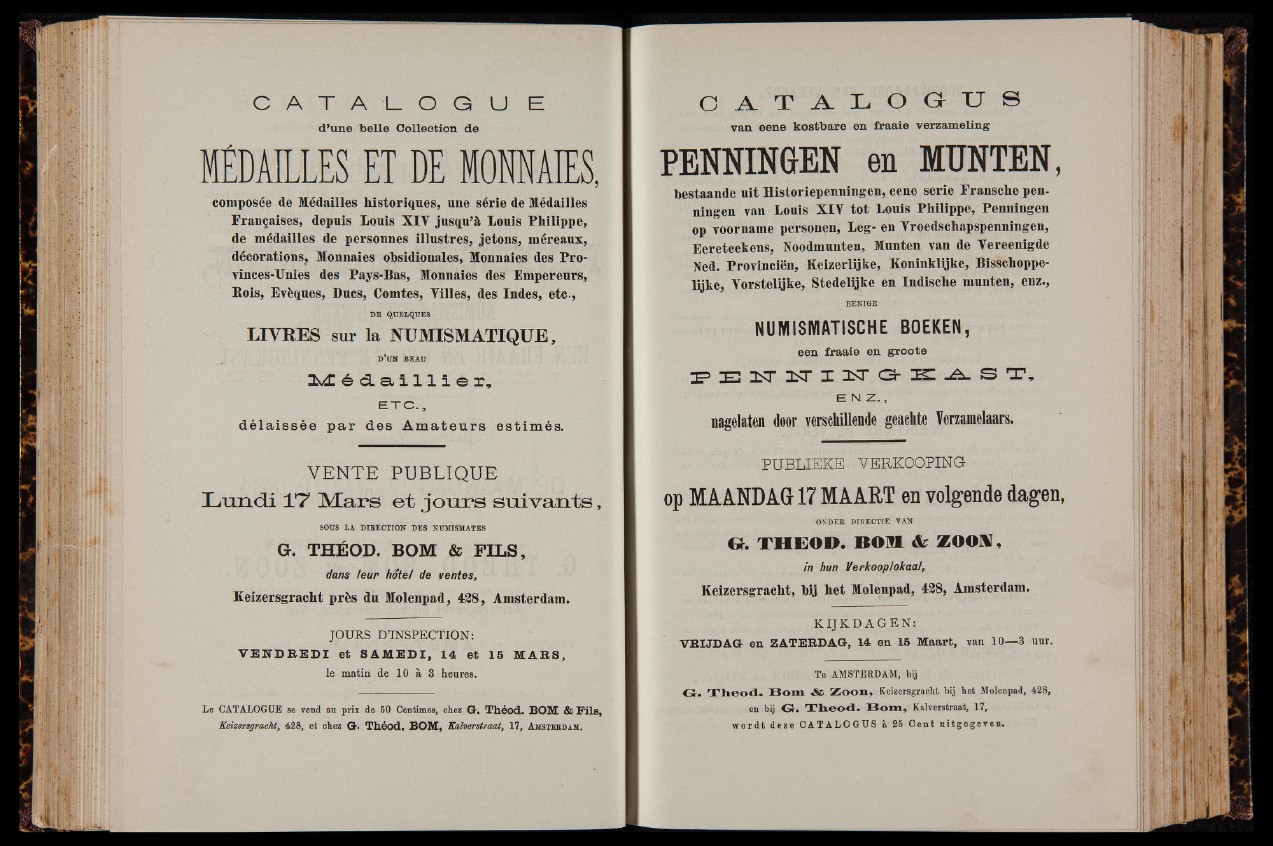 CATALOGUE
d'une belle Collection de
MÉDAILLES ET DE MONNAIES,
composée de Médailles historiques, une série de Médailles
Françaises, depuis Louis XIV jusqu'à Louis Philippe,
de médailles de personnes illustres, jetons, méreaux,
décorations, Monnaies obsidionales, Monnaies des Pro-
vinces-Unies des Pays-Bas, Monnaies des Empereurs,
Rois, Evèques, Ducs, Comtes, Villes, des Indes, etc.,
DE QUELQUES
LIVRES sur la NUMISMATIQUE,
D'UN BEAU
Médaillier,
ETC.,
délaissée par des Amateurs estimés.
VENTE PUBLIQUE
Lundi 17 Mars et jours suivants,
SOUS LA DIRECTION DES NUMISMATES
G. THÉOD. BOM & FILS,
dans leur hôtel de ventes,
Keizersgracht près du Molenpad, 428, Amsterdam.
JOURS D'INSPECTION:
VENDREDI et SAMEDI, 14 et 15 MARS,
le matin de 10 à 3 heures.
Le CATALOGUE se vend au prix de 50 Centimes, chez G. Théod. BOM & Fils,
Keizersgracht, 428, et chez G. Théod. BOM, Kalverstraat, 17, AMSTERDAM.
CATALOGUS
van eene kostbare en fraaie verzameling
PENNINGEN en MUNTEN,
bestaande uit Historiepenningen, eene serie Fransche pen-
ningen van Louis XIV tot Louis Philippe, Penningen
op voorname personen, Leg- en Vroedschapspenningen,
Eereteekens, Noodmunten, Munten van de Vereenigde
Ned. Provinciën, Keizerlijke, Koninklijke, Bisschoppe-
lijke, Vorstelijke, Stedelijke en Indische munten, enz.,
EENIGE
NUMISMATISCHE BOEKEN,
een fraaie en groote
PENNINGKAST,
ENZ.,
nagelaten door verschillende geachte Verzamelaars.
PUBLIEKE VERKOOPING
op MAANDAG 17 MAART en volgende dagen,
ONDER DIRECTIE VAN
G. THEOD. BOM & ZOON,
in hun Verkooplokaal,
Keizersgracht, bij het Molenpad, 428, Amsterdam.
KIJKDAGEN:
VRIJDAG en ZATERDAG, 14 en 15 Maart, van 10—3 uur.
Te AMSTERDAM, bij
G. Theod. Bom & Zoon, Keizersgracht bij het Molenpad, 428,
en bij G. Theod. Bom, Kalverstraat, 17,
wordt deze CATALOGUS à 25 Cent uitgegeven.